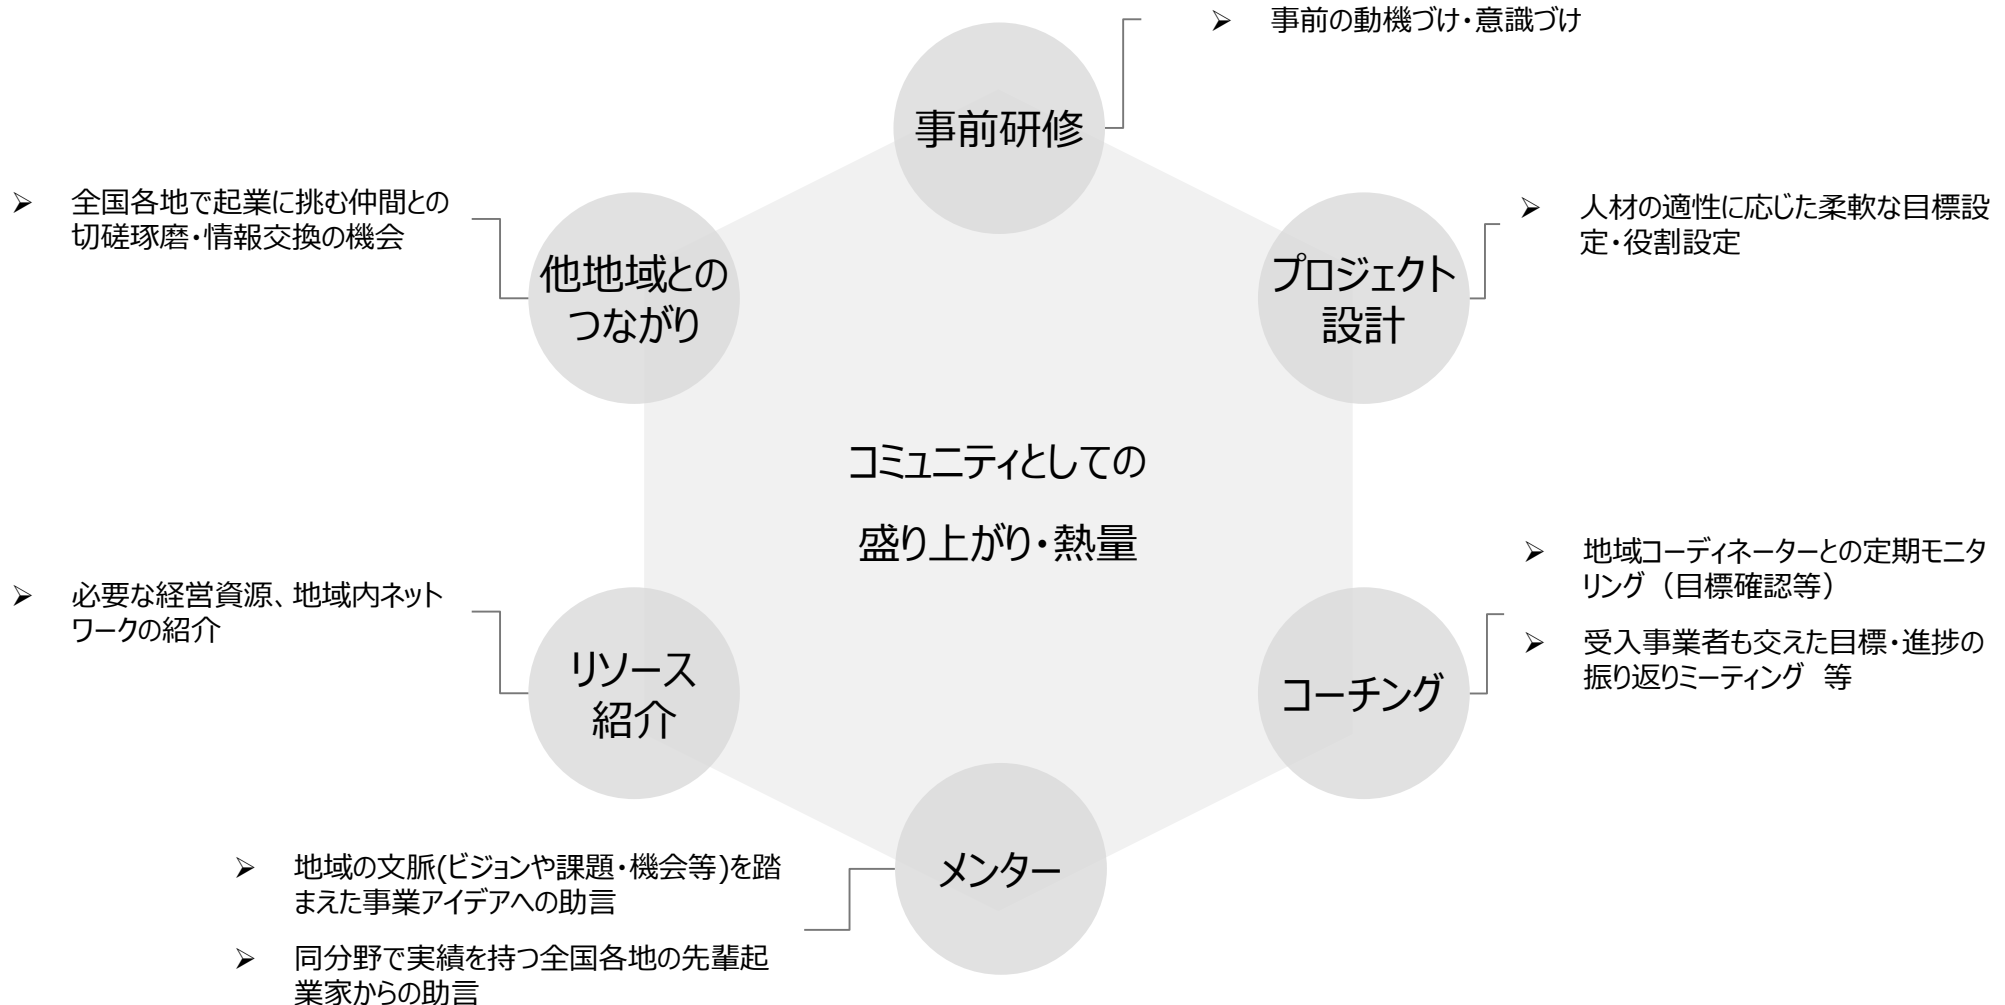 ➢ 事前の動機づけ・意識づけ
事前研修
➢ 人材の適性に応じた柔軟な目標設
定・役割設定
プロジェクト
設計
➢ 地域コーディネーターとの定期モニタ
リング（目標確認等）
➢ 受入事業者も交えた目標・進捗の
振り返りミーティング 等
コーチング
メンター
➢ 地域の文脈(ビジョンや課題・機会等)を踏
まえた事業アイデアへの助言
➢ 同分野で実績を持つ全国各地の先輩起
業家からの助言
➢ 必要な経営資源、地域内ネット
ワークの紹介
リソース
紹介
➢ 全国各地で起業に挑む仲間との
切磋琢磨・情報交換の機会
他地域との
つながり
コミュニティとしての
盛り上がり・熱量